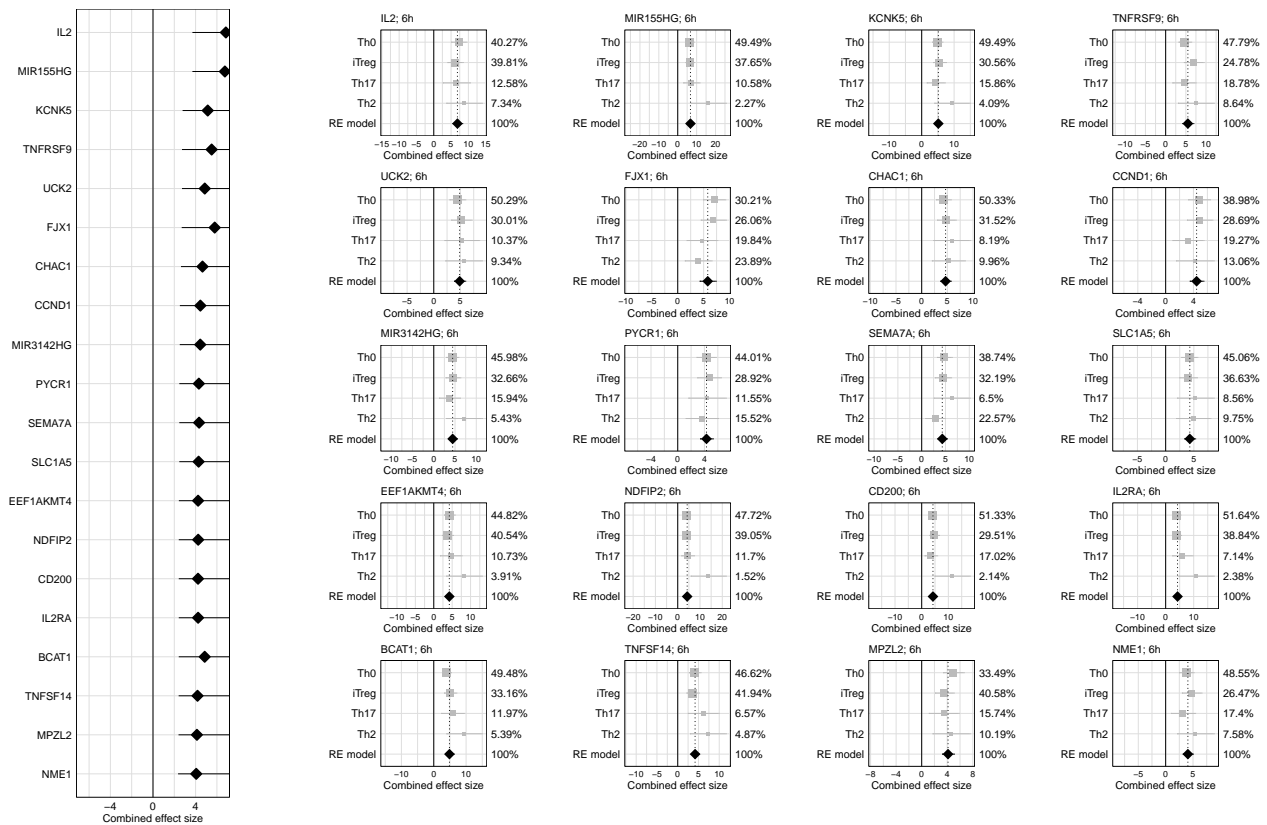 IL2
MIR155HG
KCNK5
TNFRSF9
UCK2
FJX1
CHAC1
CCND1
MIR3142HG
PYCR1
SEMA7A
SLC1A5
EEF1AKMT4
NDFIP2
CD200
IL2RA
BCAT1
TNFSF14
MPZL2
NME1
−4 0 4
Combined effect size
IL2; 6h
Th0 40.27%
iTreg 39.81%
Th17 12.58%
Th2 7.34%
RE model 100%
−15 −10 −5 0 5 10 15
Combined effect size
MIR155HG; 6h
Th0 49.49%
iTreg 37.65%
Th17 10.58%
Th2 2.27%
RE model 100%
−20 −10 0 10 20
Combined effect size
KCNK5; 6h
Th0 49.49%
iTreg 30.56%
Th17 15.86%
Th2 4.09%
RE model 100%
−10 0 10
Combined effect size
TNFRSF9; 6h
Th0 47.79%
iTreg 24.78%
Th17 18.78%
Th2 8.64%
RE model 100%
−10 −5 0 5 10
Combined effect size
UCK2; 6h
Th0 50.29%
iTreg 30.01%
Th17 10.37%
Th2 9.34%
RE model 100%
−5 0 5
Combined effect size
FJX1; 6h
Th0 30.21%
iTreg 26.06%
Th17 19.84%
Th2 23.89%
RE model 100%
−10 −5 0 5 10
Combined effect size
CHAC1; 6h
Th0 50.33%
iTreg 31.52%
Th17 8.19%
Th2 9.96%
RE model 100%
−10 −5 0 5 10
Combined effect size
CCND1; 6h
Th0 38.98%
iTreg 28.69%
Th17 19.27%
Th2 13.06%
RE model 100%
−4 0 4
Combined effect size
MIR3142HG; 6h
Th0 45.98%
iTreg 32.66%
Th17 15.94%
Th2 5.43%
RE model 100%
−10 −5 0 5 10
Combined effect size
PYCR1; 6h
Th0 44.01%
iTreg 28.92%
Th17 11.55%
Th2 15.52%
RE model 100%
−4 0 4
Combined effect size
SEMA7A; 6h
Th0 38.74%
iTreg 32.19%
Th17 6.5%
Th2 22.57%
RE model 100%
−10 −5 0 5 10
Combined effect size
SLC1A5; 6h
Th0 45.06%
iTreg 36.63%
Th17 8.56%
Th2 9.75%
RE model 100%
−5 0 5
Combined effect size
EEF1AKMT4; 6h
Th0 44.82%
iTreg 40.54%
Th17 10.73%
Th2 3.91%
RE model 100%
−10 −5 0 5 10
Combined effect size
NDFIP2; 6h
Th0 47.72%
iTreg 39.05%
Th17 11.7%
Th2 1.52%
RE model 100%
−20 −10 0 10 20
Combined effect size
CD200; 6h
Th0 51.33%
iTreg 29.51%
Th17 17.02%
Th2 2.14%
RE model 100%
−10 0 10
Combined effect size
IL2RA; 6h
Th0 51.64%
iTreg 38.84%
Th17 7.14%
Th2 2.38%
RE model 100%
−10 0 10
Combined effect size
BCAT1; 6h
Th0 49.48%
iTreg 33.16%
Th17 11.97%
Th2 5.39%
RE model 100%
−10 0 10
Combined effect size
TNFSF14; 6h
Th0 46.62%
iTreg 41.94%
Th17 6.57%
Th2 4.87%
RE model 100%
−10 −5 0 5 10
Combined effect size
MPZL2; 6h
Th0 33.49%
iTreg 40.58%
Th17 15.74%
Th2 10.19%
RE model 100%
−8 −4 0 4 8
Combined effect size
NME1; 6h
Th0 48.55%
iTreg 26.47%
Th17 17.4%
Th2 7.58%
RE model 100%
−5 0 5
Combined effect size